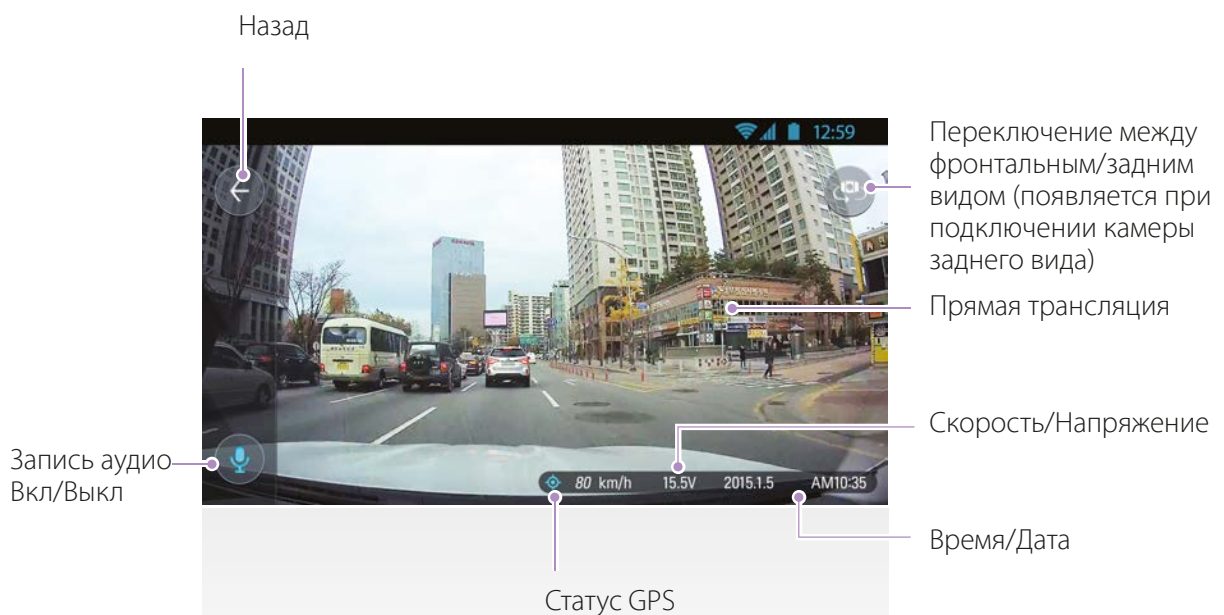 Назад
12:59
Переключение между
фронтальным/задним
видом (появляется при
подключении камеры
заднего вида)
Прямая трансляция
Скорость/Напряжение
Запись аудио
Вкл/Выкл
80 km/h 15.5V 2015.1.5 AM10:35
Время/Дата
Статус GPS